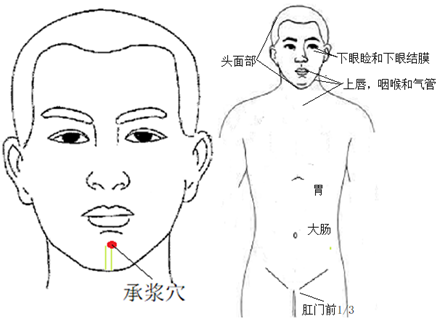 承浆穴
头面部
下眼睑和下眼结膜
上唇，咽喉和气管
胃
大肠
肛门前1/3